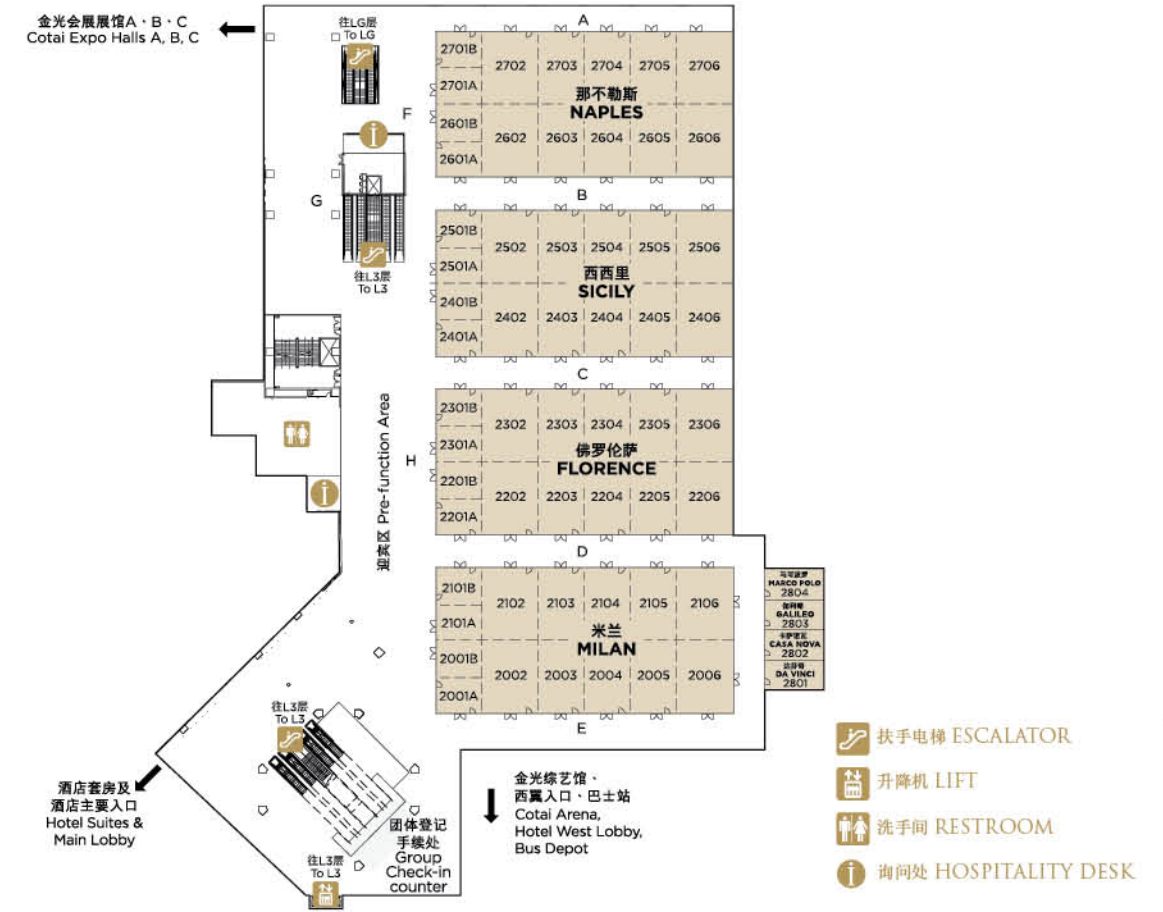 金光会展展馆A、B、C
Cotai Expo Halls A, B, C
往LG层
To LG
F
G
往L3层
To L3
A
2701B
2702
2703
2704
2705
2706
2701A
那不勒斯
NAPLES
2601B
2602
2603
2604
2605
2606
2601A
B
2501B
2502
2503
2504
2505
2506
2501A
西西里
SICILY
2401B
2402
2403
2404
2405
2406
2401A
C
2301B
2302
2303
2304
2305
2306
2301A
佛罗伦萨
FLORENCE
2201B
2202
2203
2204
2205
2206
2201A
迎宾区 Pre-function Area
H
D
2101B
2102
2103
2104
2105
2106
2101A
米兰
MILAN
2001B
2002
2003
2004
2005
2006
2001A
E
马可波罗
MARCO POLO
2804
伽利略
GALILEO
2803
卡萨诺瓦
CASA NOVA
2802
达芬奇
DA VINCI
2801
往L3层
To L3
酒店套房及
酒店主要入口
Hotel Suites &
Main Lobby
团体登记
手续处
Group
Check-in
counter
往L3层
To L3
金光综艺馆、
西翼入口、巴士站
Cotai Arena,
Hotel West Lobby,
Bus Depot
扶手电梯 ESCALATOR
升降机 LIFT
洗手间 RESTROOM
询问处 HOSPITALITY DESK